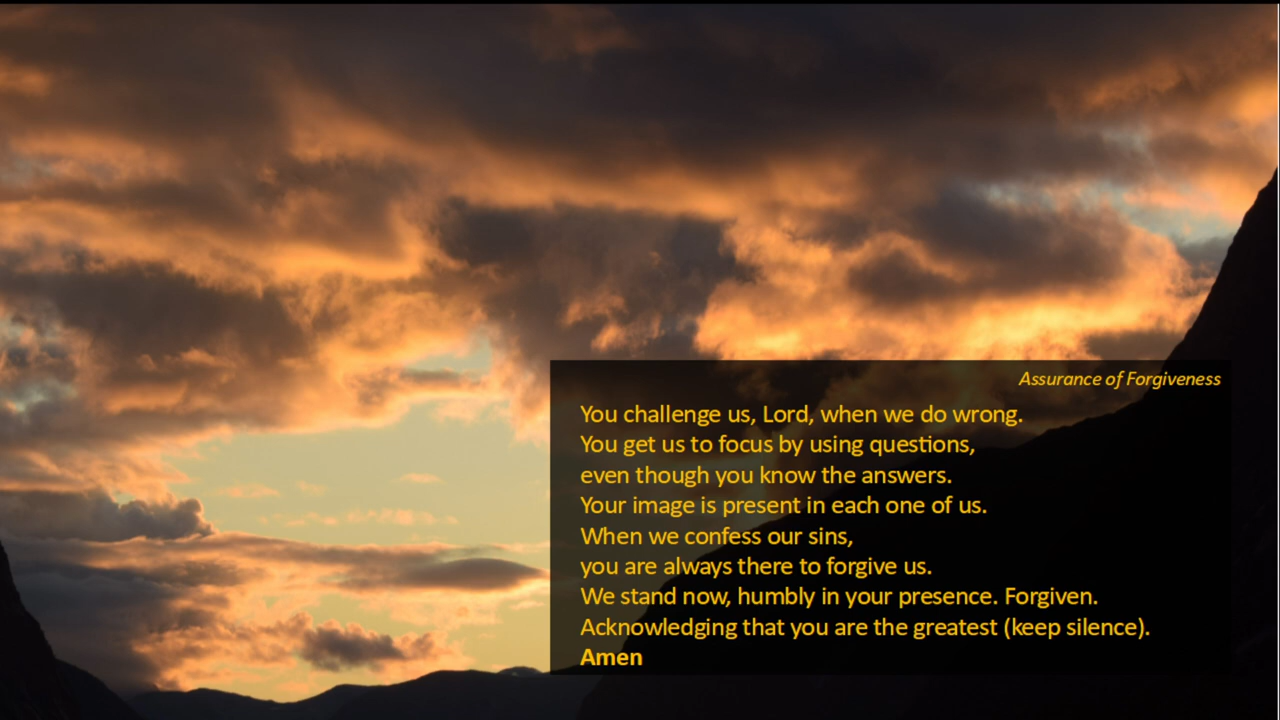 Assurance of Forgiveness
You challenge us, Lord, when we do wrong.
You get us to focus by using questions,
even though you know the answers.
Your image is present in each one of us.
When we confess our sins,
you are always there to forgive us.
We stand now, humbly in your presence. Forgiven.
Acknowledging that you are the greatest (keep silence).
Amen